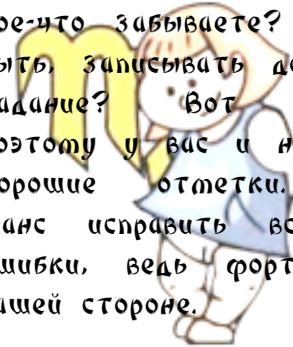 ое-что забываете?
ыть, записывать до
адание? Вот
оэтому у вас и н
орошие отметки.
анс исправить вс
шибки, ведь форт
ашей стороне.